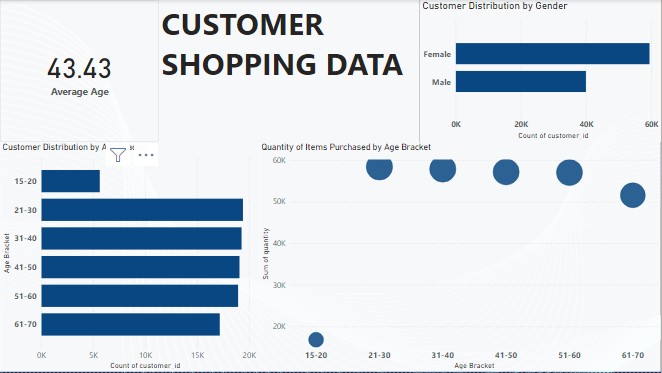 CUSTOMER
SHOPPING DATA
43.43
Average Age
Customer Distribution by Gender
Female
Male
0K 20K 40K 60K
Count of customer_id
Customer Distribution by
Age Bracket
15-20
21-30
31-40
41-50
51-60
61-70
0K 5K 10K 15K 20K
Count of customer_id
Quantity of Items Purchased by Age Bracket
Sum of quantity
60K
50K
40K
30K
20K
15-20 21-30 31-40 41-50 51-60 61-70
Age Bracket